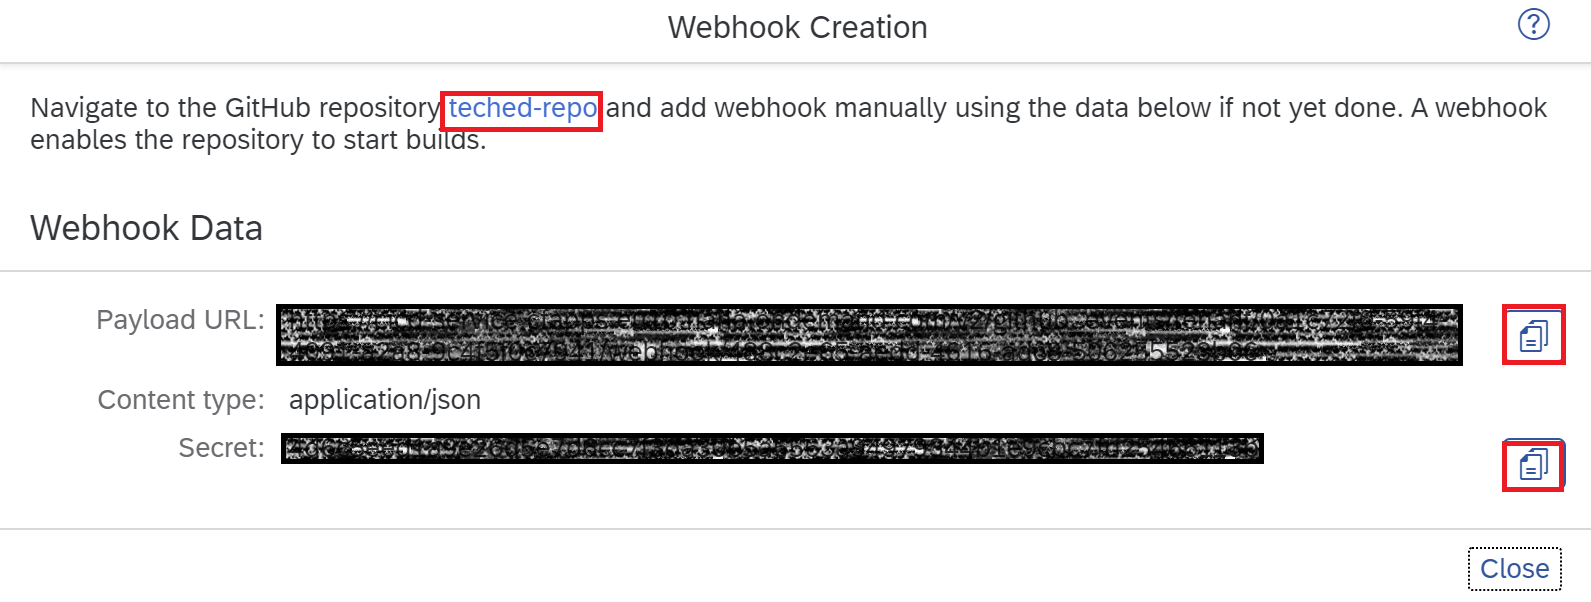 Webhook Creation
Navigate to the GitHub repository teched-repo and add webhook manually using the data below if not yet done. A webhook
enables the repository to start builds.
Webhook Data
Payload URL:
Content type: application/json
Secret:
Close